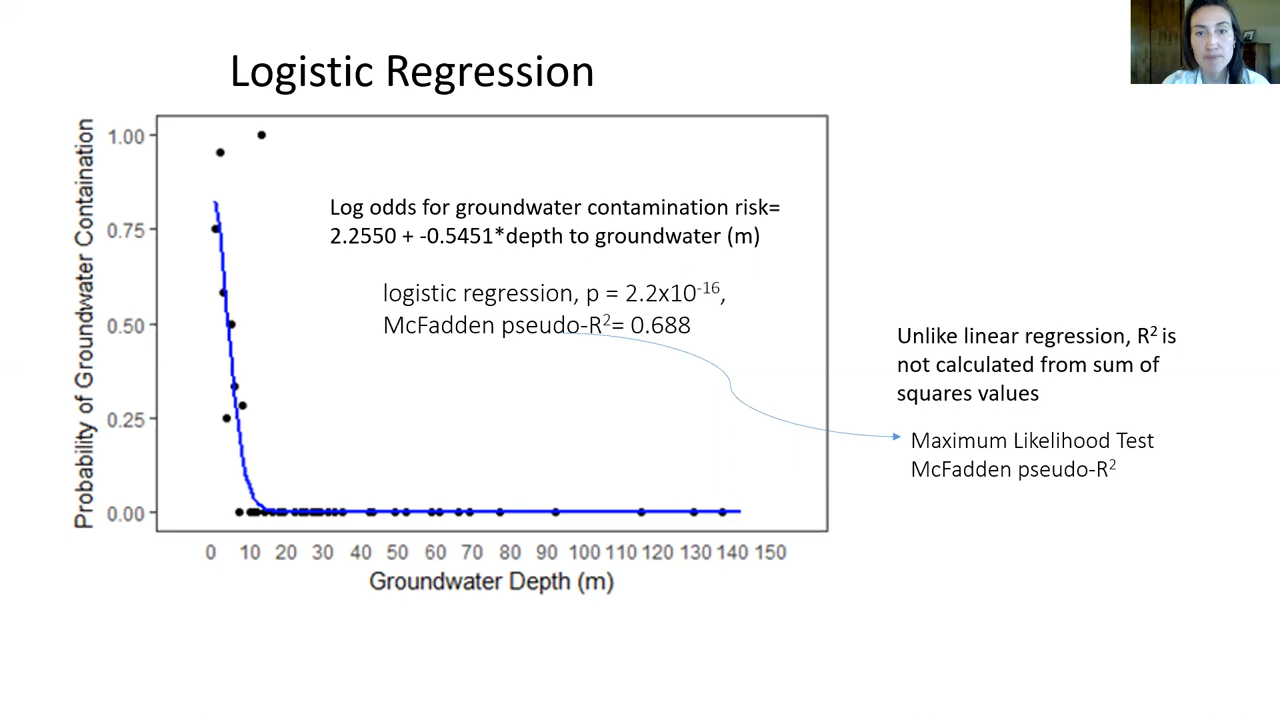 Logistic Regression
Probability of Groundwater Containation
1.00
0.75
0.50
0.25
0.00
Log odds for groundwater contamination risk=
2.2550 + -0.5451*depth to groundwater (m)
logistic regression, p = 2.2x10⁻¹⁶,
McFadden pseudo-R²= 0.688
0 10 20 30 40 50 60 70 80 90 100 110 120 130 140 150
Groundwater Depth (m)
Unlike linear regression, R² is
not calculated from sum of
squares values
Maximum Likelihood Test
McFadden pseudo-R²